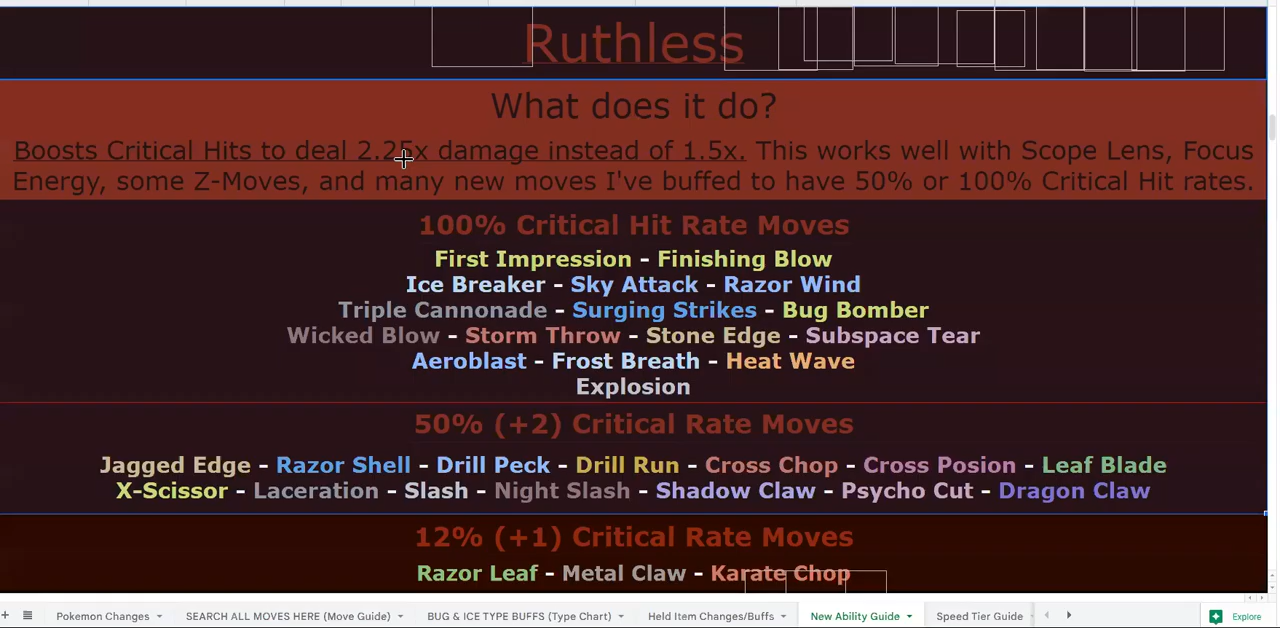 Ruthless
What does it do?
Boosts Critical Hits to deal 2.25x damage instead of 1.5x. This works well with Scope Lens, Focus
Energy, some Z-Moves, and many new moves I've buffed to have 50% or 100% Critical Hit rates.
100% Critical Hit Rate Moves
First Impression - Finishing Blow
Ice Breaker - Sky Attack - Razor Wind
Triple Cannonade - Surging Strikes - Bug Bomber
Wicked Blow - Storm Throw - Stone Edge - Subspace Tear
Aeroblast - Frost Breath - Heat Wave
Explosion
50% (+2) Critical Rate Moves
Jagged Edge - Razor Shell - Drill Peck - Drill Run - Cross Chop - Cross Posion - Leaf Blade
X-Scissor - Laceration - Slash - Night Slash - Shadow Claw - Psycho Cut - Dragon Claw
12% (+1) Critical Rate Moves
Razor Leaf - Metal Claw - Karate Chop
Pokemon Changes SEARCH ALL MOVES HERE (Move Guide) BUG & ICE TYPE BUFFS (Type Chart) Held Item Changes/Buffs New Ability Guide Speed Tier Guide Explore